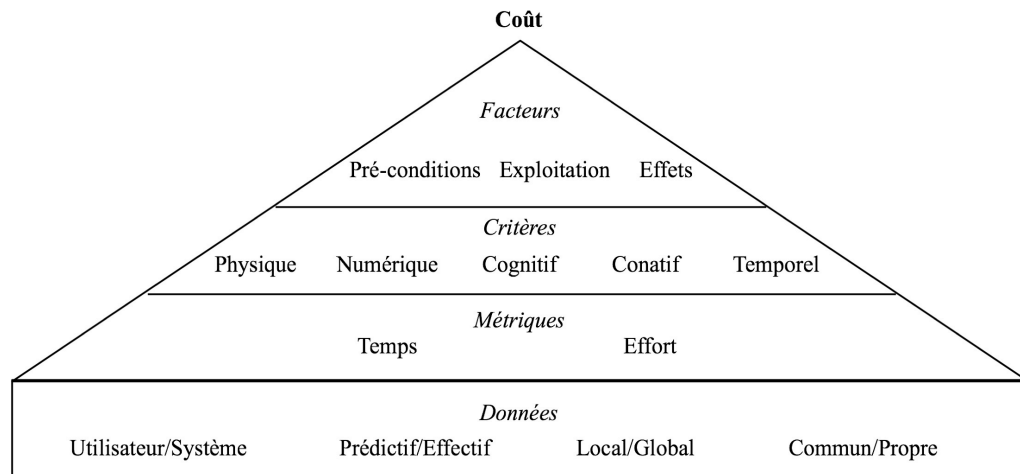 Coût
Facteurs
Pré-conditions Exploitation Effets
Critères
Physique Numérique Cognitif Conatif Temporel
Métriques
Temps Effort
Données
Utilisateur/Système Prédictif/Effectif Local/Global Commun/Propre